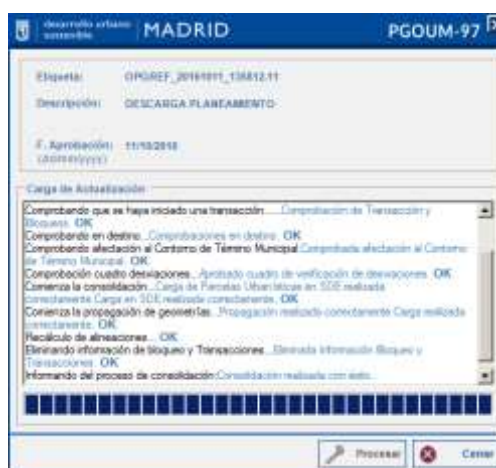 desarrollo urbano
sostenible
MADRID
PGOUM-97
Etiqueta:
Descripción: DESCARGA PLANEAMIENTO
F. Aprobación:
(dd/mm/yyyy)
Carga de Actualización
Comprobando que se haya iniciado una transacción ....Comprobación de Transacción y
Bloqueos. OK
Comprobando en destino...Comprobaciones en destino. OK
Comprobando afectación al Contorno de Término Municipal.Comprobada afectación al Contorno
de Término Municipal. OK
Comprobación cuadro desviaciones...Aprobado cuadro de verificación de desviaciones. OK
Comienza la consolidación...Carga de Parcelas Urbanísticas en SDE realizada
correctamente.Carga en SDE realizada correctamente. OK
Comienza la propagación de geometrías...Propagación realizada correctamente Carga realizada
correctamente. OK
Recálculo de alineaciones... OK
Eliminando información de bloqueo y Transacciones...Eliminada información Bloqueo y
Transacciones. OK
Informando del proceso de consolidación:Consolidación realizada con éxito.
Procesar
Cerrar